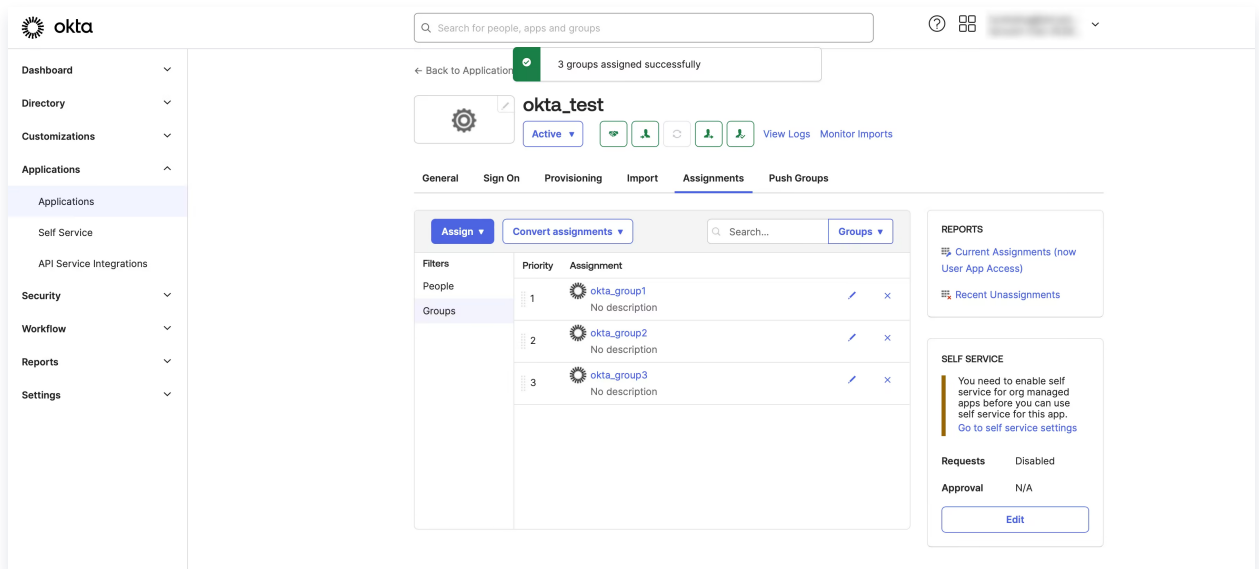 okta
Search for people, apps and groups
Dashboard
Directory
Customizations
Applications
Applications
Self Service
API Service Integrations
Security
Workflow
Reports
Settings
← Back to Application
3 groups assigned successfully
okta_test
Active
View Logs
Monitor Imports
General
Sign On
Provisioning
Import
Assignments
Push Groups
Assign
Convert assignments
Search...
Groups
Filters
People
Groups
Priority
Assignment
1
okta_group1
No description
2
okta_group2
No description
3
okta_group3
No description
REPORTS
Current Assignments (now
User App Access)
Recent Unassignments
SELF SERVICE
You need to enable self
service for org managed
apps before you can use
self service for this app.
Go to self service settings
Requests Disabled
Approval N/A
Edit